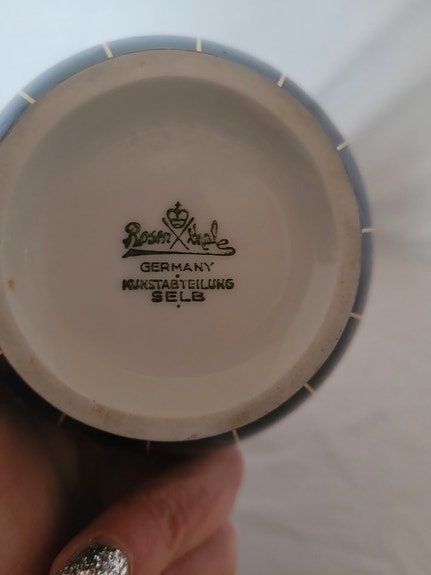 Rosenthal
GERMANY
KUNSTABTEILUNG
SELB